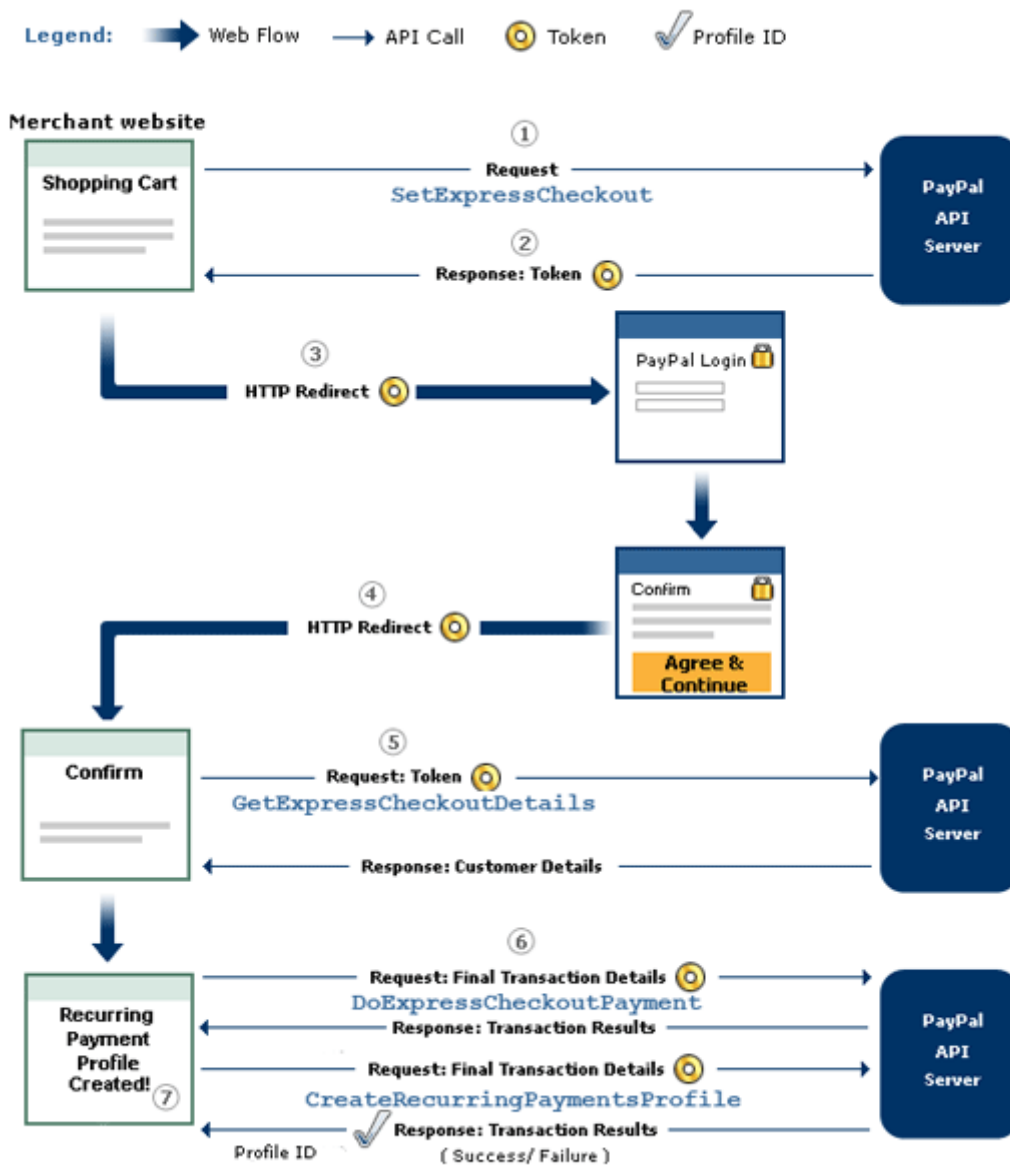 Legend: Web Flow API Call Token Profile ID
Merchant website
Shopping Cart
①
Request
SetExpressCheckout
②
Response: Token
PayPal
API
Server
③
HTTP Redirect
PayPal Login
④
HTTP Redirect
Confirm
Agree &
Continue
Confirm
⑤
Request: Token
GetExpressCheckoutDetails
Response: Customer Details
PayPal
API
Server
Recurring
Payment
Profile
Created!
⑦
⑥
Request: Final Transaction Details
DoExpressCheckoutPayment
Response: Transaction Results
Request: Final Transaction Details
CreateRecurringPaymentsProfile
Response: Transaction Results
Profile ID
( Success/ Failure )
PayPal
API
Server